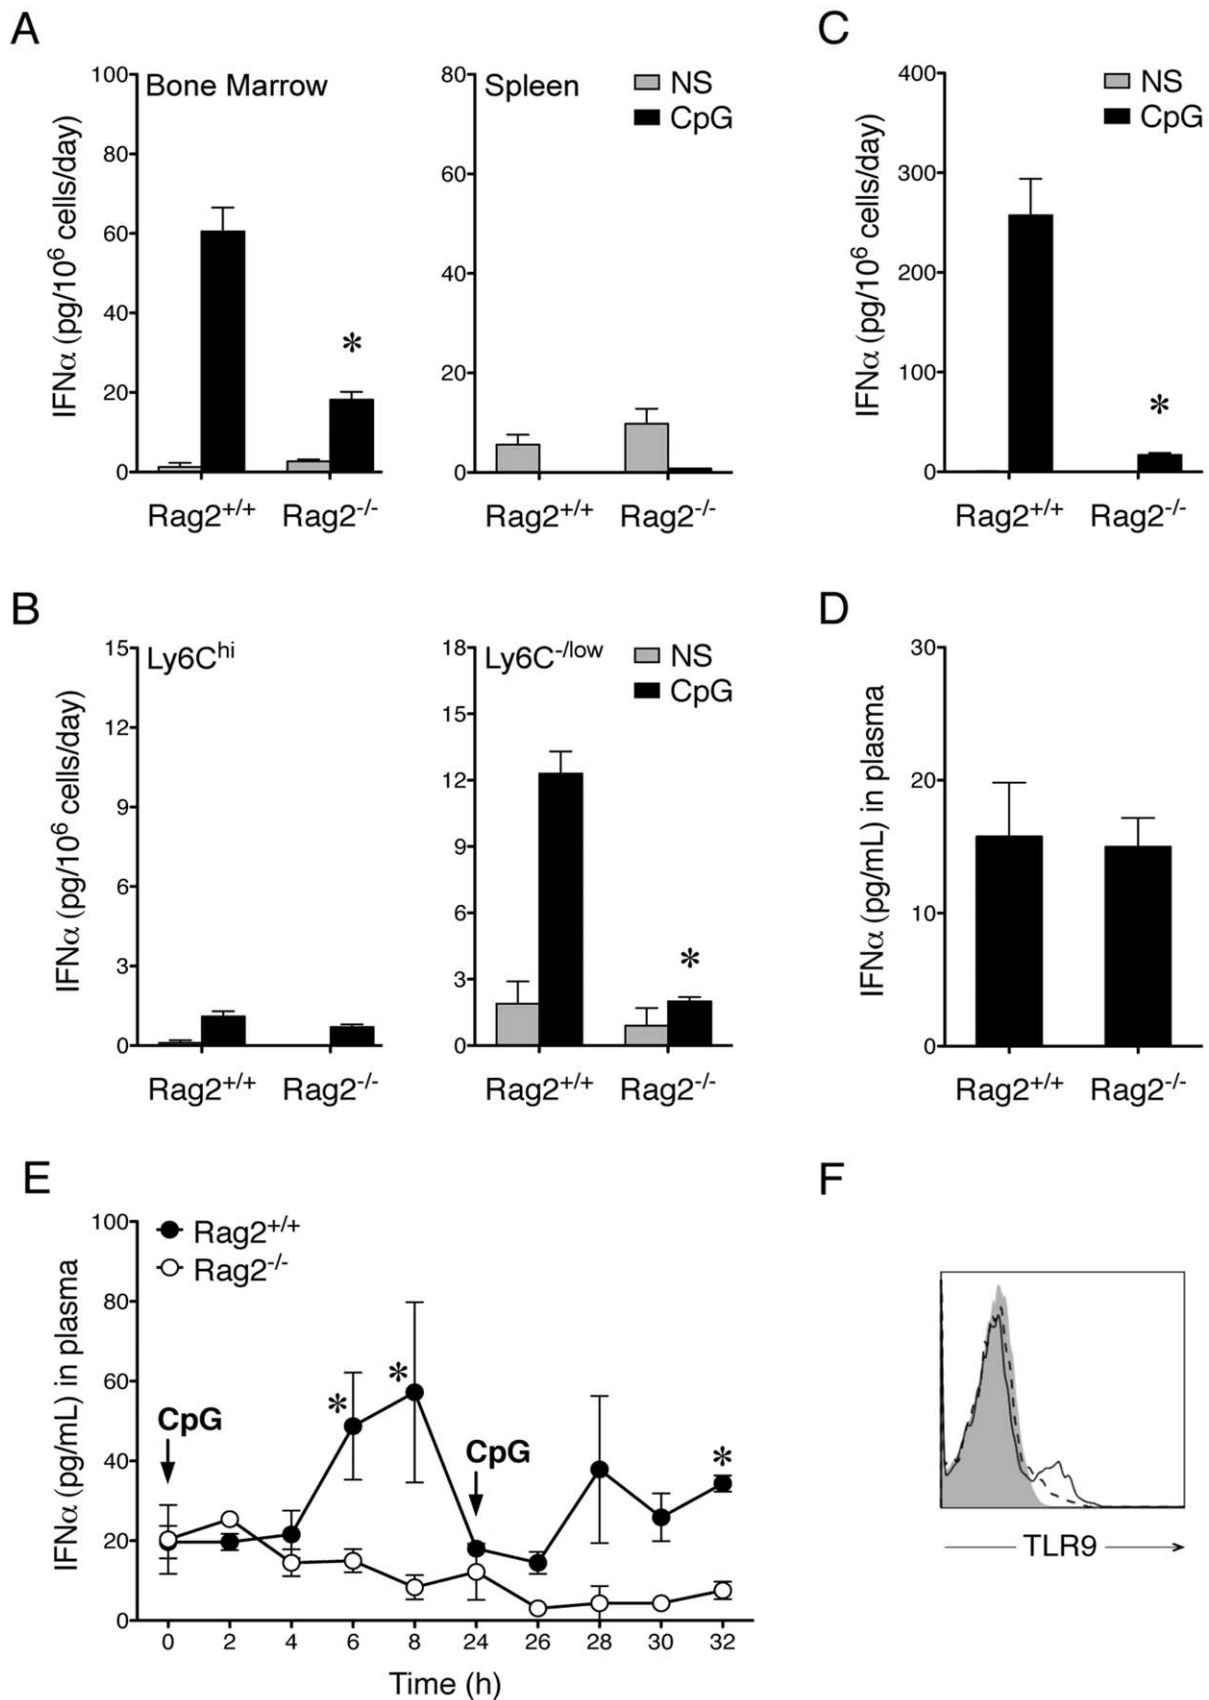 A
IFNα (pg/10⁶ cells/day)
100
80
60
40
20
0
Bone Marrow
*
Rag2⁺/⁺ Rag2⁻/⁻
80
60
40
20
0
Spleen
NS
CpG
Rag2⁺/⁺ Rag2⁻/⁻
C
IFNα (pg/10⁶ cells/day)
400
300
200
100
0
NS
CpG
*
Rag2⁺/⁺ Rag2⁻/⁻
B
IFNα (pg/10⁶ cells/day)
15
12
9
6
3
0
Ly6Cʰⁱ
Rag2⁺/⁺ Rag2⁻/⁻
18
15
12
9
6
3
0
Ly6C⁻/ˡᵒʷ
NS
CpG
*
Rag2⁺/⁺ Rag2⁻/⁻
D
IFNα (pg/mL) in plasma
30
20
10
0
Rag2⁺/⁺ Rag2⁻/⁻
E
IFNα (pg/mL) in plasma
100
80
60
40
20
0
Rag2⁺/⁺
Rag2⁻/⁻
CpG
*
*
CpG
*
0 2 4 6 8 24 26 28 30 32
Time (h)
F
TLR9